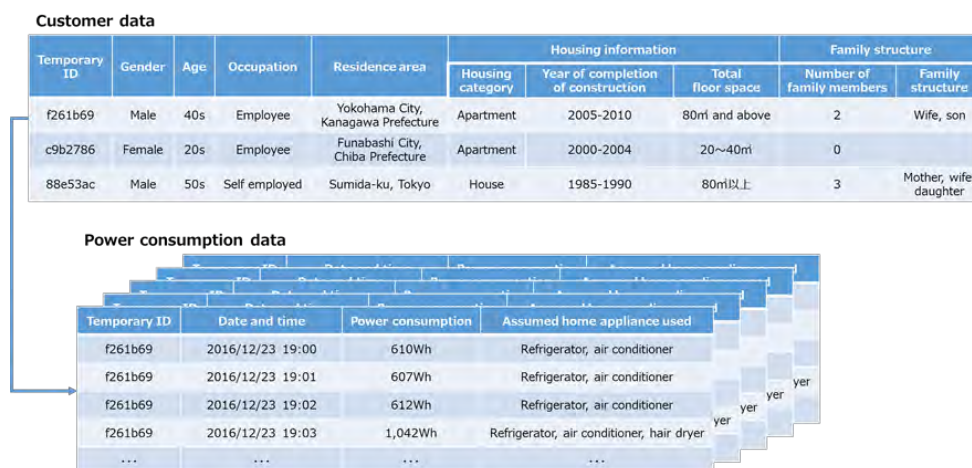 Customer data
Housing information Family structure
Temporary ID Gender Age Occupation Residence area Housing category Year of completion of construction Total floor space Number of family members Family structure
f261b69 Male 40s Employee Yokohama City, Kanagawa Prefecture Apartment 2005-2010 80㎡ and above 2 Wife, son
c9b2786 Female 20s Employee Funabashi City, Chiba Prefecture Apartment 2000-2004 20～40㎡ 0
88e53ac Male 50s Self employed Sumida-ku, Tokyo House 1985-1990 80㎡以上 3 Mother, wife, daughter
Power consumption data
Temporary ID Date and time Power consumption Assumed home appliance used
f261b69 2016/12/23 19:00 610Wh Refrigerator, air conditioner
f261b69 2016/12/23 19:01 607Wh Refrigerator, air conditioner
f261b69 2016/12/23 19:02 612Wh Refrigerator, air conditioner
f261b69 2016/12/23 19:03 1,042Wh Refrigerator, air conditioner, hair dryer
... ... ... ...
yer
yer
yer
yer